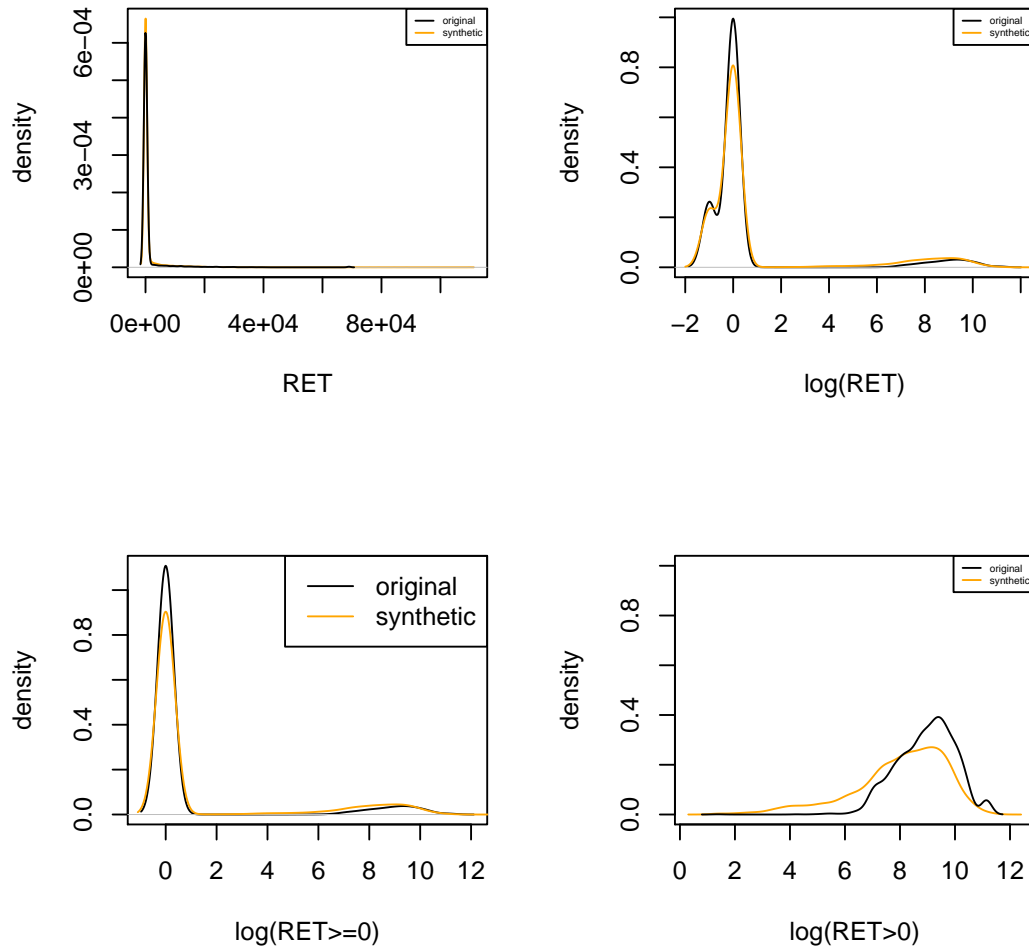 original
synthetic
density
0e+00
3e−04
6e−04
0e+00
4e+04
8e+04
RET
original
synthetic
density
0.0
0.4
0.8
−2
0
2
4
6
8
10
log(RET)
original
synthetic
density
0.0
0.4
0.8
0
2
4
6
8
10
12
log(RET>=0)
original
synthetic
density
0.0
0.4
0.8
0
2
4
6
8
10
12
log(RET>0)